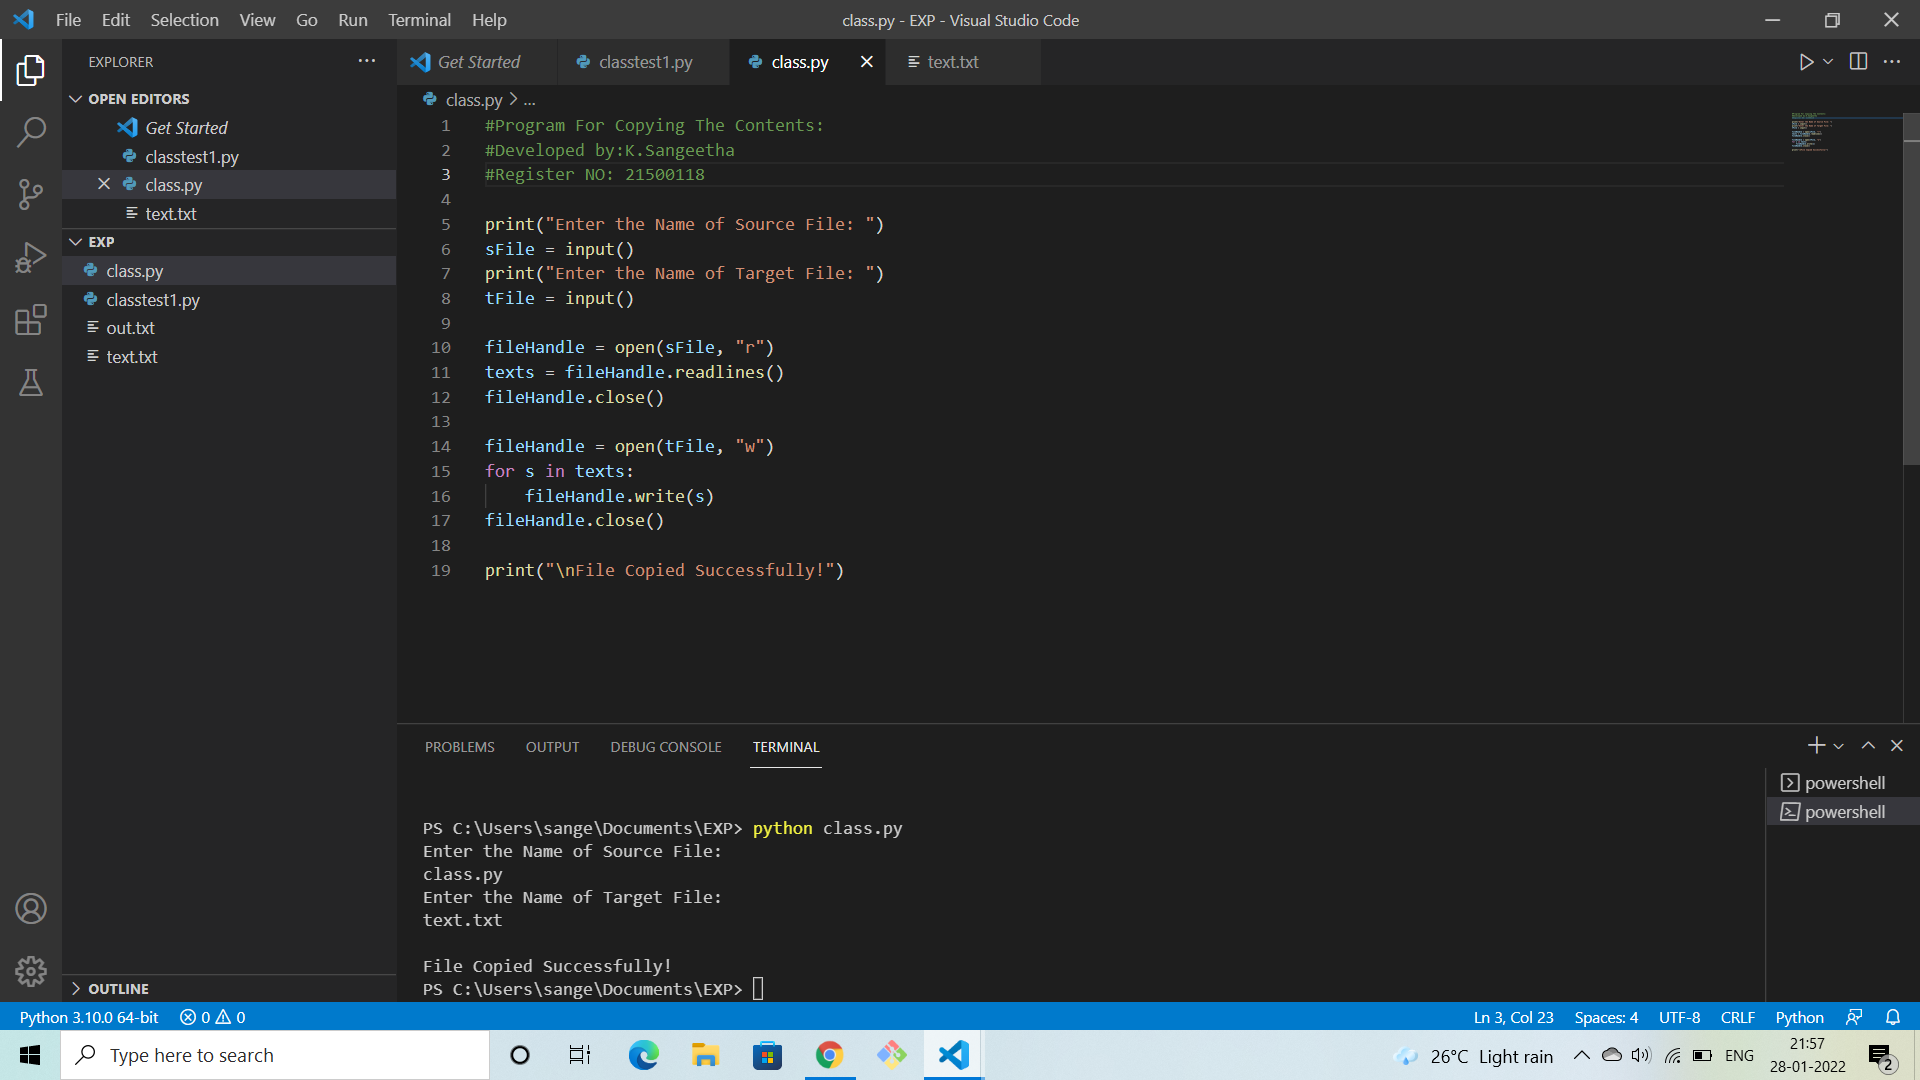 File Edit Selection View Go Run Terminal Help
class.py - EXP - Visual Studio Code
EXPLORER
OPEN EDITORS
Get Started
classtest1.py
class.py
text.txt
EXP
class.py
classtest1.py
out.txt
text.txt
OUTLINE
Get Started classtest1.py class.py text.txt
class.py > ...
1 #Program For Copying The Contents:
2 #Developed by:K.Sangeetha
3 #Register NO: 21500118
4
5 print("Enter the Name of Source File: ")
6 sFile = input()
7 print("Enter the Name of Target File: ")
8 tFile = input()
9
10 fileHandle = open(sFile, "r")
11 texts = fileHandle.readlines()
12 fileHandle.close()
13
14 fileHandle = open(tFile, "w")
15 for s in texts:
16     fileHandle.write(s)
17 fileHandle.close()
18
19 print("\nFile Copied Successfully!")
PROBLEMS OUTPUT DEBUG CONSOLE TERMINAL
PS C:\Users\sange\Documents\EXP> python class.py
Enter the Name of Source File:
class.py
Enter the Name of Target File:
text.txt
File Copied Successfully!
PS C:\Users\sange\Documents\EXP>
powershell
powershell
Python 3.10.0 64-bit 0 0 Ln 3, Col 23 Spaces: 4 UTF-8 CRLF Python
Type here to search
26°C Light rain ENG
21:57
28-01-2022
2